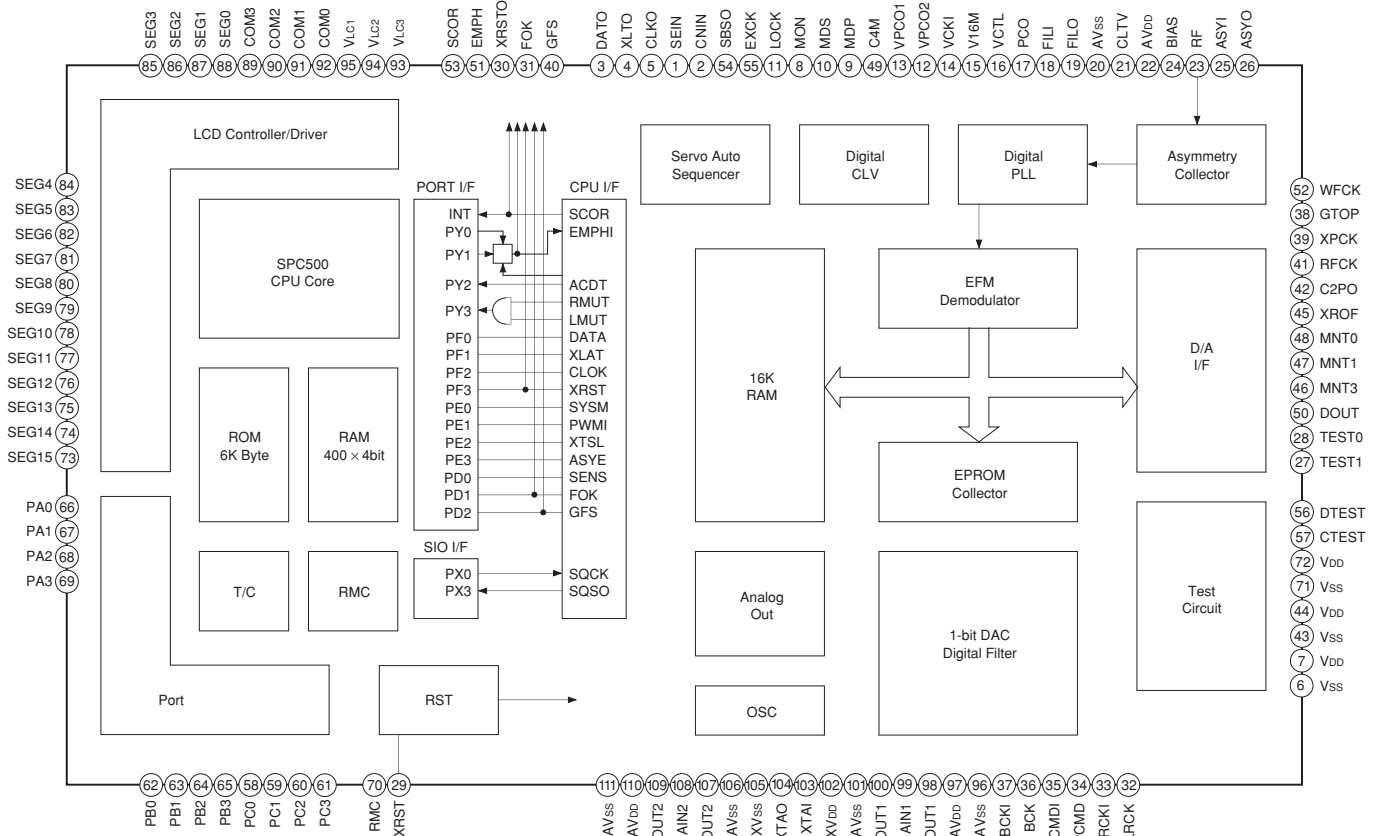 SEG3 SEG2 SEG1 SEG0 COM3 COM2 COM1 COM0 VLC1 VLC2 VLC3 SCOR EMPH XRSTO FOK GFS DATO XLTO CLKO SEIN CNIN SBSO EXCK LOCK MON MDS MDP C4M VPCO1 VPCO2 VCKI V16M VCTL PCO FILI FILO AVSS CLTV AVDD BIAS RF ASYI ASYO
85 86 87 88 89 90 91 92 95 94 93 53 51 30 31 40 3 4 5 1 2 54 55 11 8 10 9 49 13 12 14 15 16 17 18 19 20 21 22 24 23 25 26
LCD Controller/Driver
Servo Auto
Sequencer
Digital
CLV
Digital
PLL
Asymmetry
Collector
SEG4 84
SEG5 83
SEG6 82
SEG7 81
SEG8 80
SEG9 79
SEG10 78
SEG11 77
SEG12 76
SEG13 75
SEG14 74
SEG15 73
PA0 66
PA1 67
PA2 68
PA3 69
SPC500
CPU Core
ROM
6K Byte
RAM
400 × 4bit
T/C
RMC
Port
RST
PORT I/F
INT
PY0
PY1
PY2
PY3
PF0
PF1
PF2
PF3
PE0
PE1
PE2
PE3
PD0
PD1
PD2
SIO I/F
PX0
PX3
CPU I/F
SCOR
EMPHI
ACDT
RMUT
LMUT
DATA
XLAT
CLOK
XRST
SYSM
PWMI
XTSL
ASYE
SENS
FOK
GFS
SQCK
SQSO
16K
RAM
EFM
Demodulator
EPROM
Collector
D/A
I/F
Analog
Out
OSC
1-bit DAC
Digital Filter
Test
Circuit
52 WFCK
38 GTOP
39 XPCK
41 RFCK
42 C2PO
45 XROF
48 MNT0
47 MNT1
46 MNT3
50 DOUT
28 TEST0
27 TEST1
56 DTEST
57 CTEST
72 VDD
71 VSS
44 VDD
43 VSS
7 VDD
6 VSS
62 63 64 65 58 59 60 61 70 29 111 110 109 108 107 106 105 104 103 102 101 100 99 98 97 96 37 36 35 34 33 32
PB0 PB1 PB2 PB3 PC0 PC1 PC2 PC3 RMC XRST AVSS AVDD OUT2 AIN2 OUT2 AVSS XVSS XTAO XTAI XVDD AVSS OUT1 AIN1 OUT1 AVDD AVSS BCKI BCK CMDI CMD RCKI LRCK